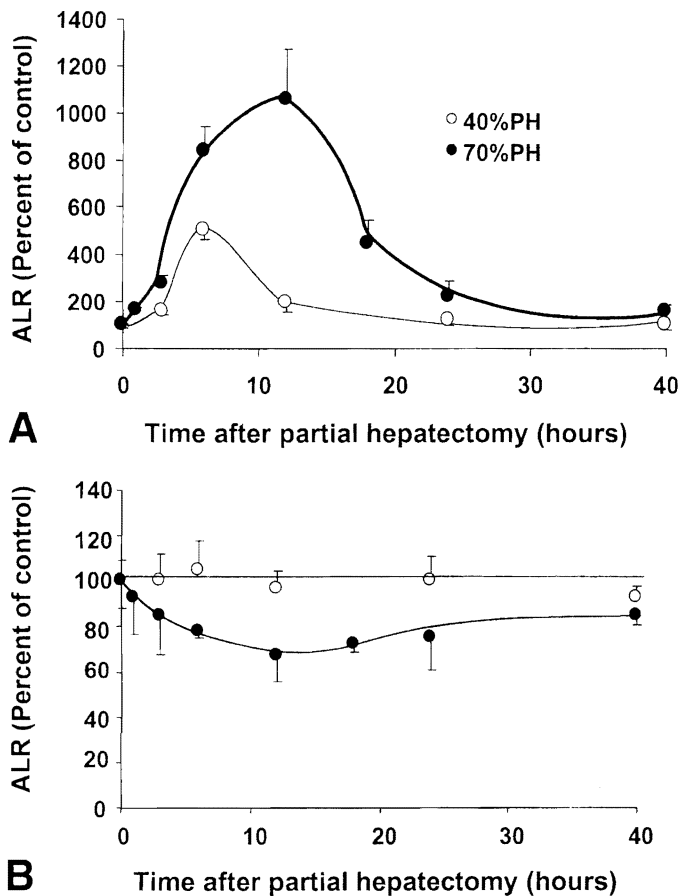 1400
1200
1000
800
600
400
200
0
ALR (Percent of control)
40%PH
70%PH
0 10 20 30 40
Time after partial hepatectomy (hours)
A
140
120
100
80
60
40
20
0
ALR (Percent of control)
0 10 20 30 40
Time after partial hepatectomy (hours)
B